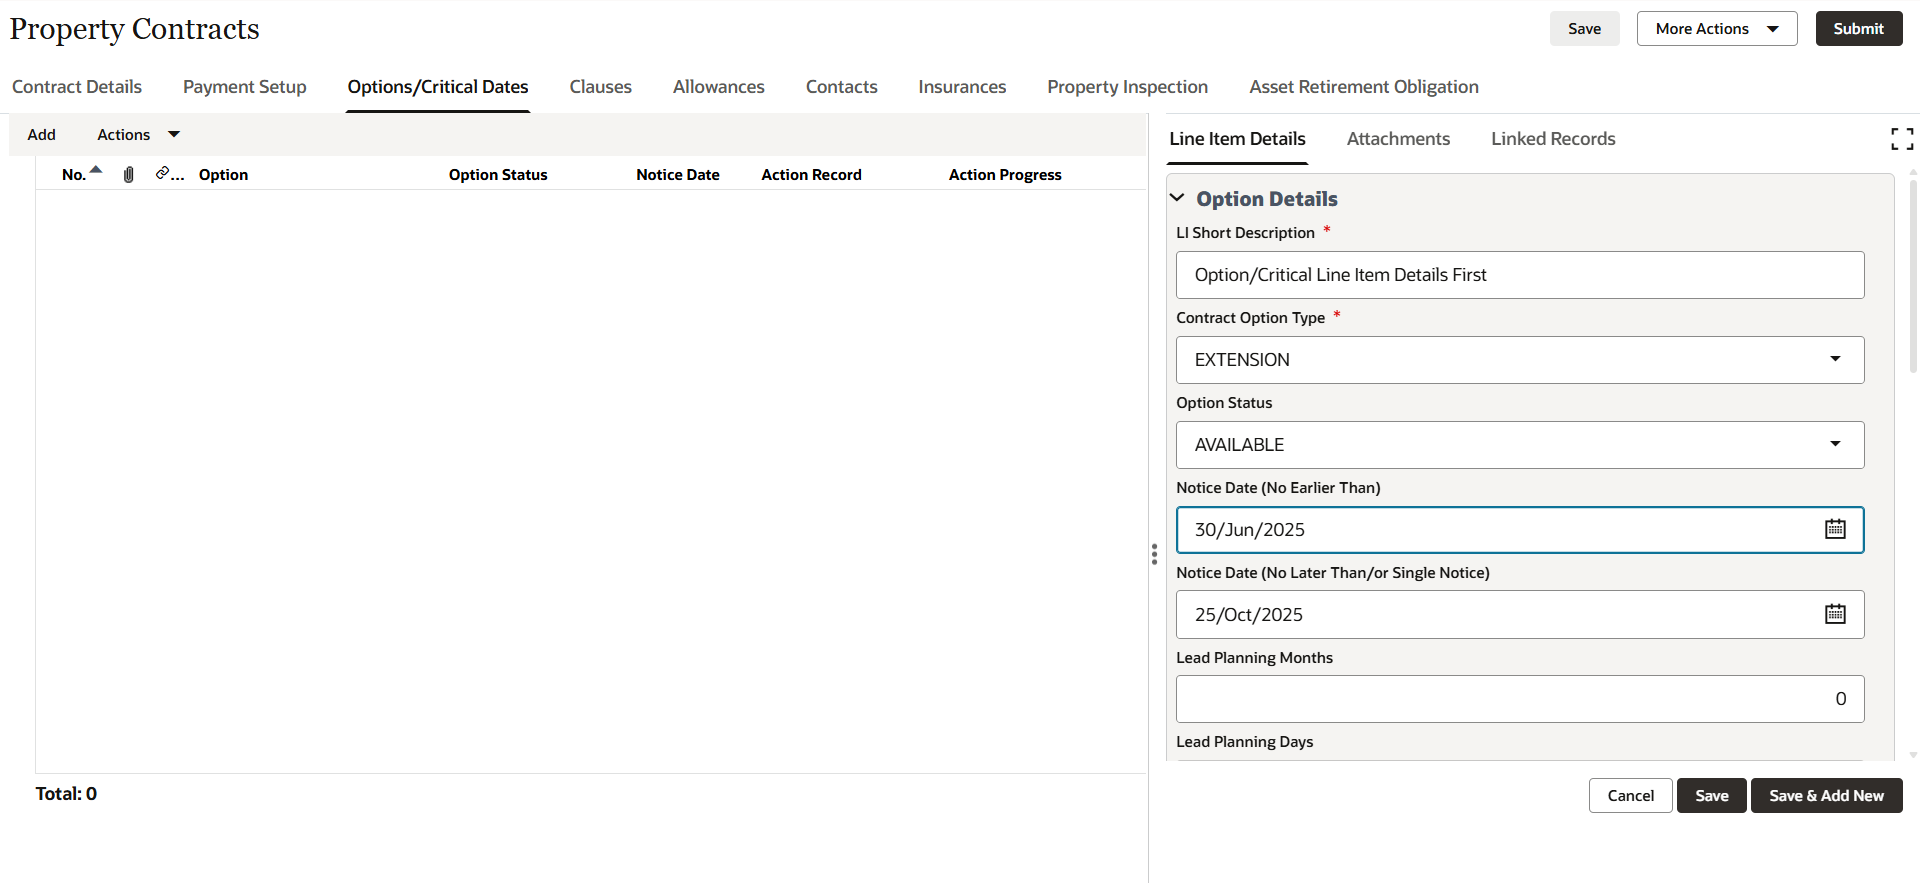 Property Contracts
Save
More Actions
Submit
Contract Details
Payment Setup
Options/Critical Dates
Clauses
Allowances
Contacts
Insurances
Property Inspection
Asset Retirement Obligation
Add
Actions
No.
...
Option
Option Status
Notice Date
Action Record
Action Progress
Total: 0
Line Item Details
Attachments
Linked Records
Option Details
LI Short Description *
Option/Critical Line Item Details First
Contract Option Type *
EXTENSION
Option Status
AVAILABLE
Notice Date (No Earlier Than)
30/Jun/2025
Notice Date (No Later Than/or Single Notice)
25/Oct/2025
Lead Planning Months
0
Lead Planning Days
Cancel
Save
Save & Add New